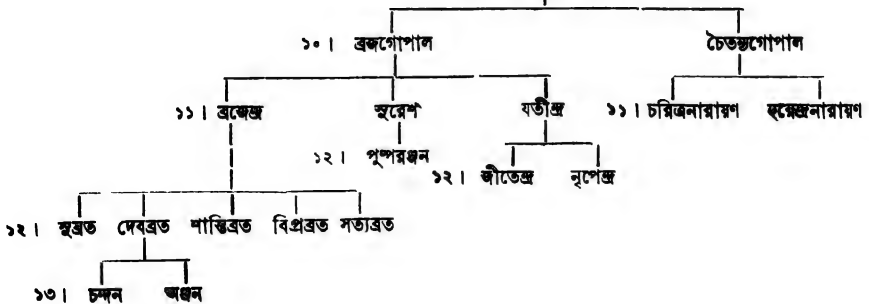 ১০। ব্রজগোপাল চৈতন্যগোপাল
১১। ব্রজেন্দ্র সুরেশ যতীন্দ্র ১১। চরিত্রনারায়ণ সুরেন্দ্রনারায়ণ
১২। পুষ্পরঞ্জন ১২। জীতেন্দ্র নৃপেন্দ্র
১২। সুব্রত দেবব্রত শান্তিব্রত বিপ্রব্রত সত্যব্রত
১৩। চন্দন অঞ্জন